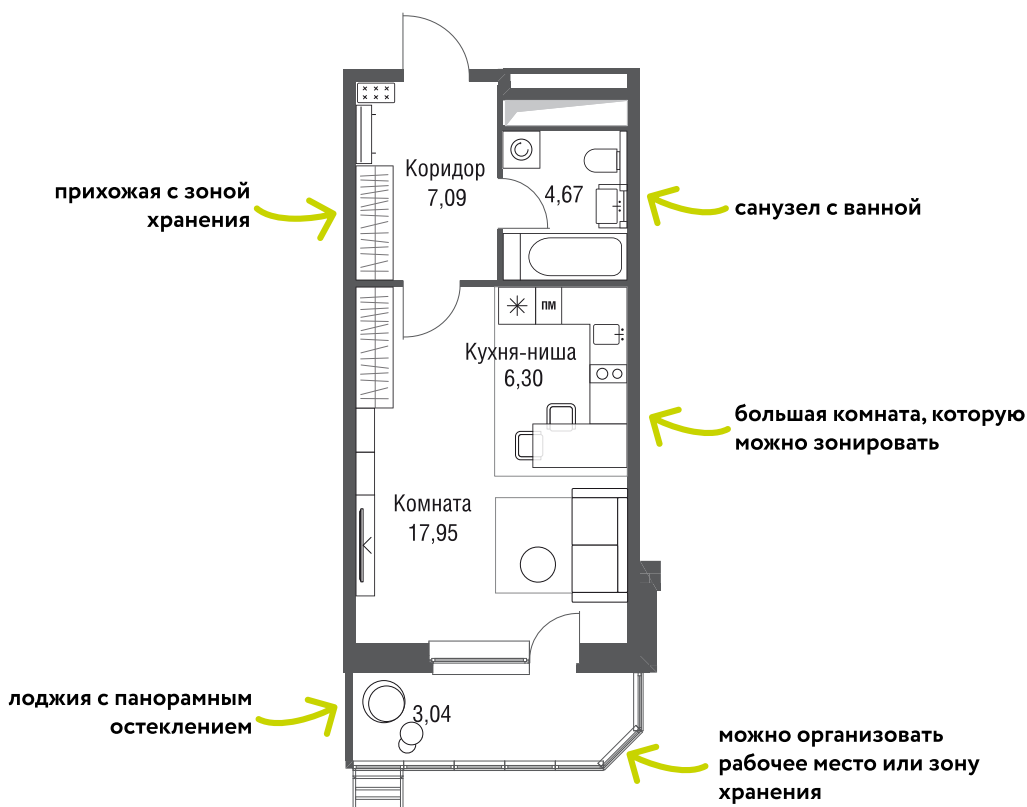 Коридор
7,09
4,67
прихожая с зоной
хранения
санузел с ванной
ПМ
Кухня-ниша
6,30
большая комната, которую
можно зонировать
Комната
17,95
лоджия с панорамным
остеклением
3,04
можно организовать
рабочее место или зону
хранения